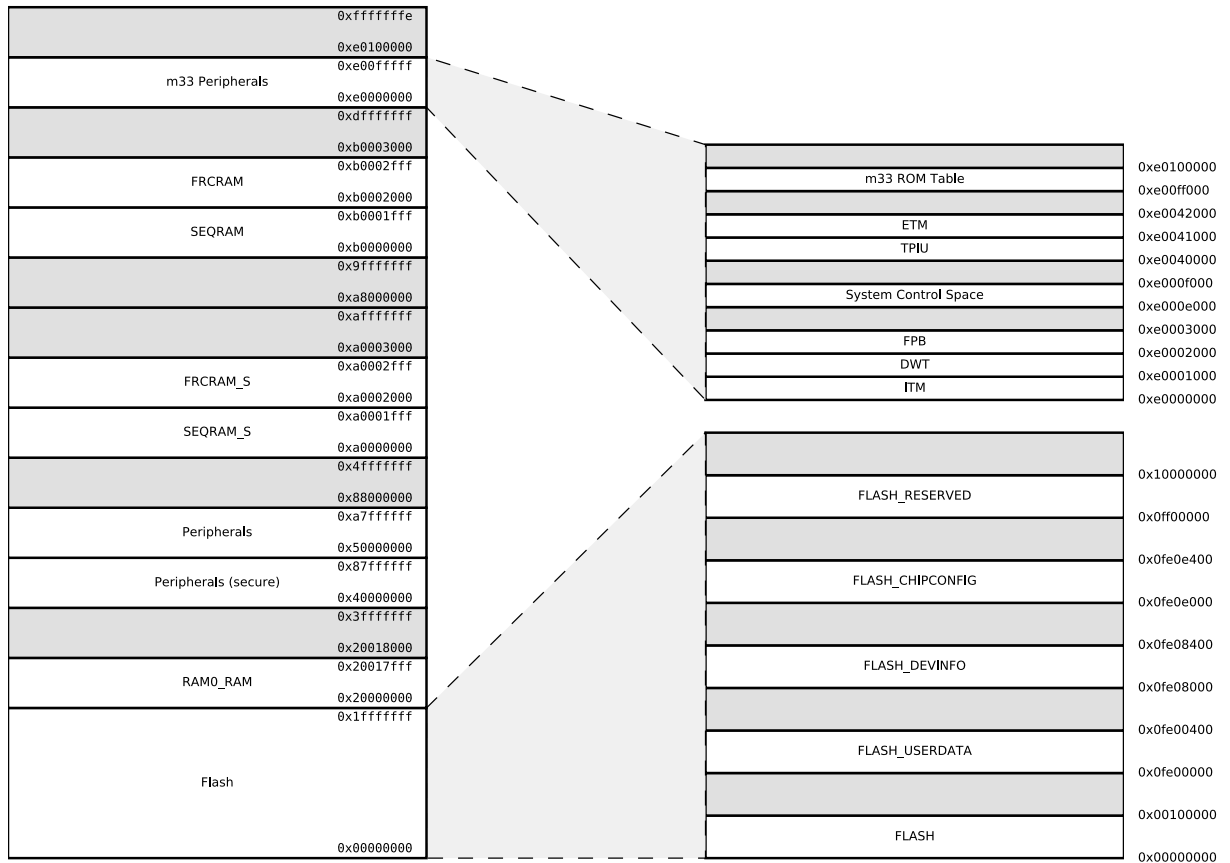 0xfffffffe
0xe0100000
0xe00fffff
m33 Peripherals
0xe0000000
0xdfffffff
0xb0003000
0xb0002fff
FRCRAM
0xb0002000
0xb0001fff
SEQRAM
0xb0000000
0x9fffffff
0xa8000000
0xafffffff
0xa0003000
0xa0002fff
FRCRAM_S
0xa0002000
0xa0001fff
SEQRAM_S
0xa0000000
0x4fffffff
0x88000000
0xa7ffffff
Peripherals
0x50000000
0x87ffffff
Peripherals (secure)
0x40000000
0x3fffffff
0x20018000
0x20017fff
RAM0_RAM
0x20000000
0x1fffffff
Flash
0x00000000
0xe0100000
m33 ROM Table
0xe00ff000
0xe0042000
ETM
0xe0041000
TPIU
0xe0040000
0xe000f000
System Control Space
0xe000e000
0xe0003000
FPB
0xe0002000
DWT
0xe0001000
ITM
0xe0000000
0x10000000
FLASH_RESERVED
0x0ff00000
0x0fe0e400
FLASH_CHIPCONFIG
0x0fe0e000
0x0fe08400
FLASH_DEVINFO
0x0fe08000
0x0fe00400
FLASH_USERDATA
0x0fe00000
0x00100000
FLASH
0x00000000